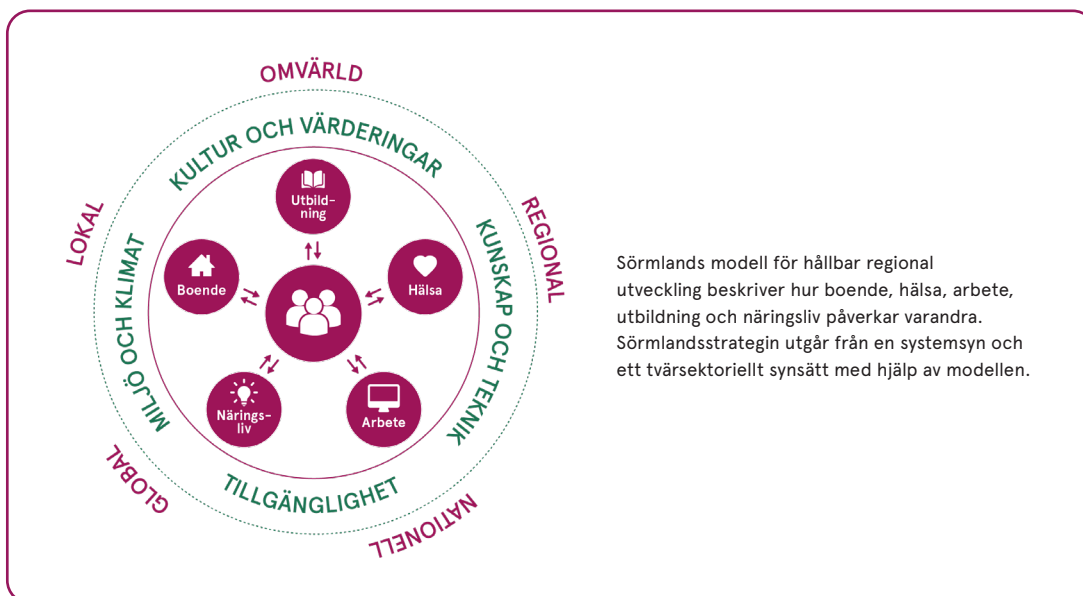 OMVÄRLD
KULTUR OCH VÄRDERINGAR
LOKAL
REGIONAL
MILJÖ OCH KLIMAT
KUNSKAP OCH TEKNIK
Utbild-
ning
Boende
Hälsa
Närings-
liv
Arbete
TILLGÄNGLIGHET
GLOBAL
NATIONELL
Sörmlands modell för hållbar regional
utveckling beskriver hur boende, hälsa, arbete,
utbildning och näringsliv påverkar varandra.
Sörmlandsstrategin utgår från en systemsyn och
ett tvärsektoriellt synsätt med hjälp av modellen.